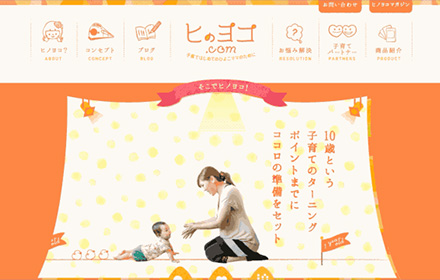 お問い合わせ
ヒノヨコマガジン
ヒノヨコ?
ABOUT
コンセプト
CONCEPT
ブログ
BLOG
ヒのヨコ
.com
お悩み解決
RESOLUTION
子育て
パートナー
PARTNERS
商品紹介
PRODUCT
そこでヒノヨコ!
10歳という
子育てのターニング
ポイントまでに
ココロの準備をセット